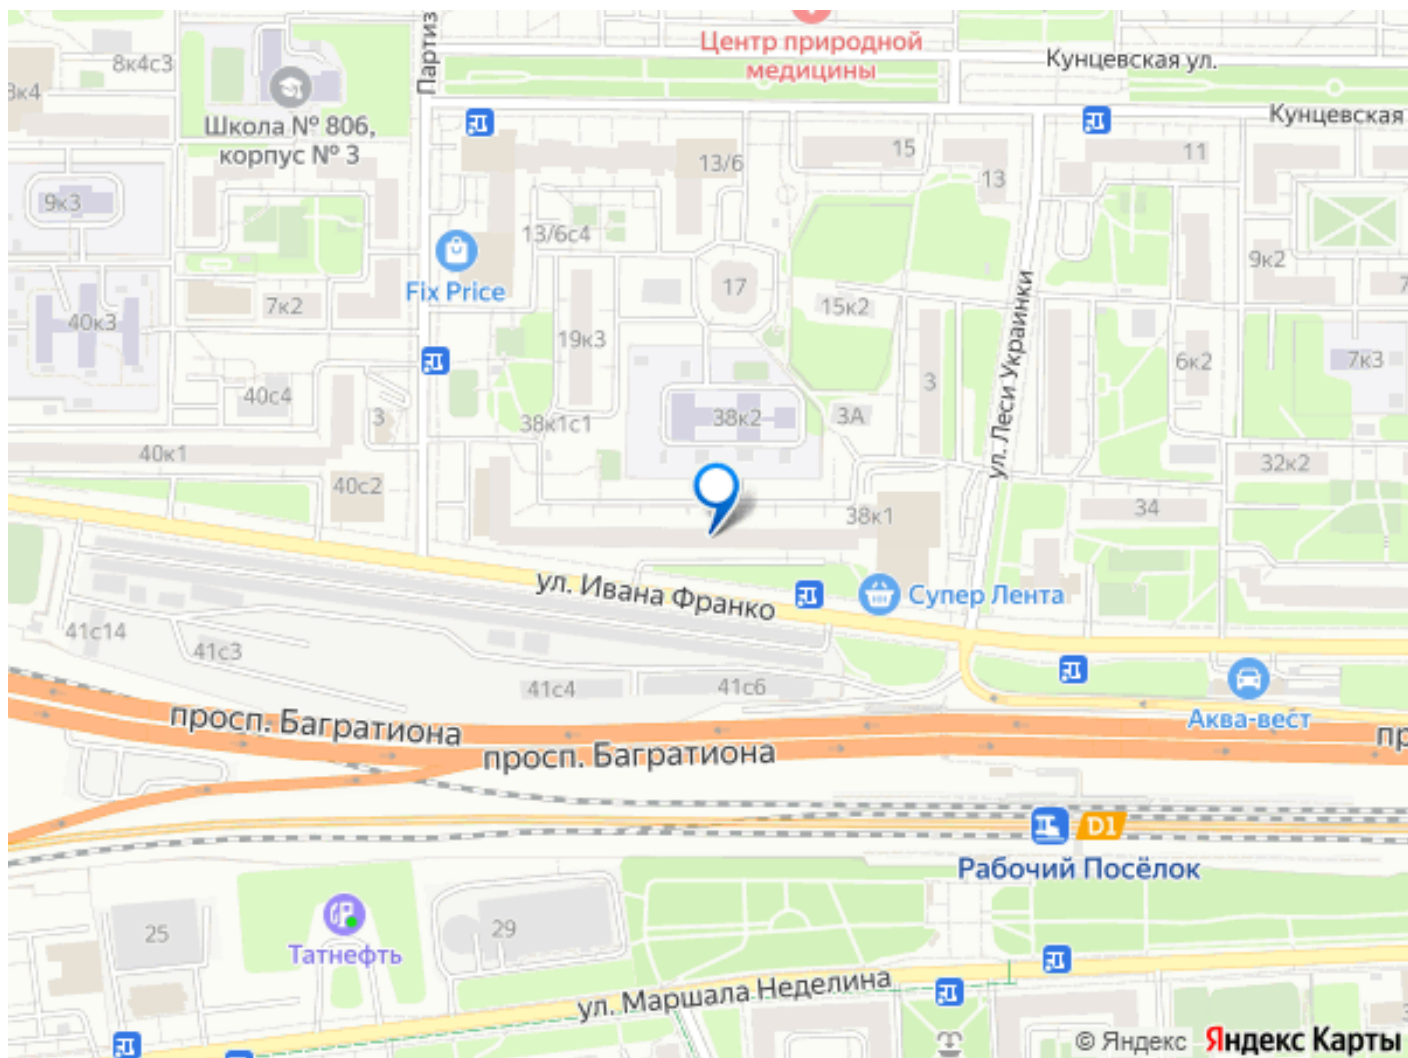 Центр природной
медицины
Кунцевская ул.
8к4с3
8к4
Партиз
Школа № 806,
корпус № 3
Кунцевская
13/6
15
11
13
9к3
13/6с4
Fix Price
7к2
17
15к2
9к2
7
40к3
19к3
ул. Леси Украинки
6к2
7к3
40с4
3
38к1с1
38к2
3А
3
40к1
40с2
32к2
34
38к1
ул. Ивана Франко
Супер Лента
41с14
41с3
41с4
41с6
Аква-вест
просп. Багратиона
просп. Багратиона
пр
D1
Рабочий Посёлок
25
29
Татнефть
ул. Маршала Неделина
© Яндекс Яндекс Карты